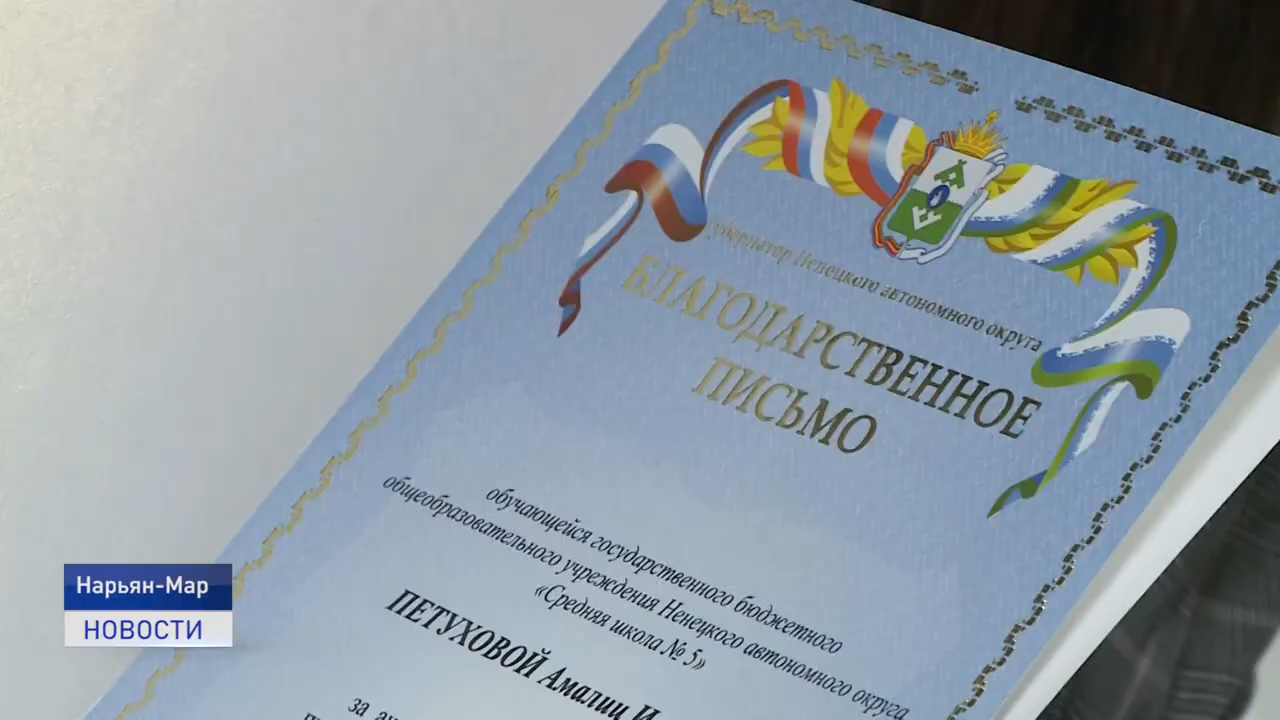 Губернатор Ненецкого автономного округа
БЛАГОДАРСТВЕННОЕ
ПИСЬМО
обучающейся государственного бюджетного
общеобразовательного учреждения Ненецкого автономного округа
«Средняя школа № 5»
ПЕТУХОВОЙ Амалии И
за
Нарьян-Мар
НОВОСТИ